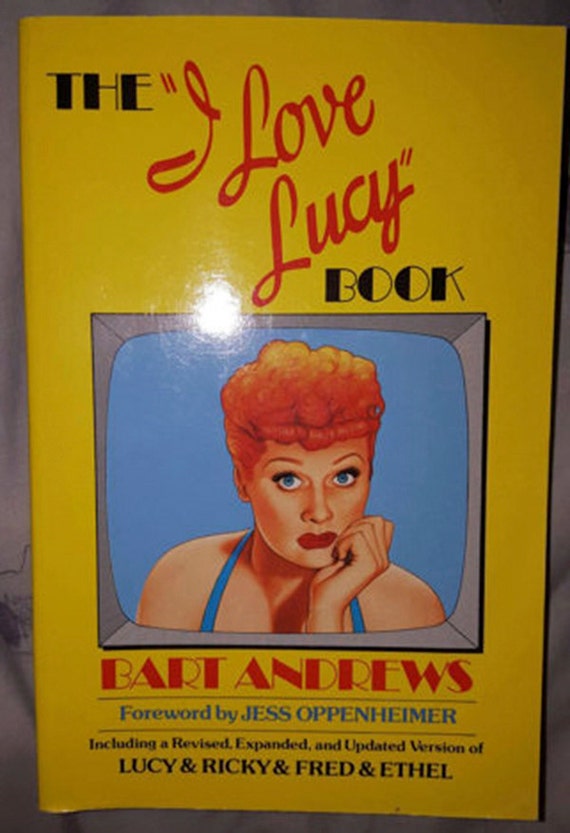 THE "I Love
Lucy"
BOOK
BART ANDREWS
Foreword by JESS OPPENHEIMER
Including a Revised, Expanded, and Updated Version of
LUCY & RICKY & FRED & ETHEL